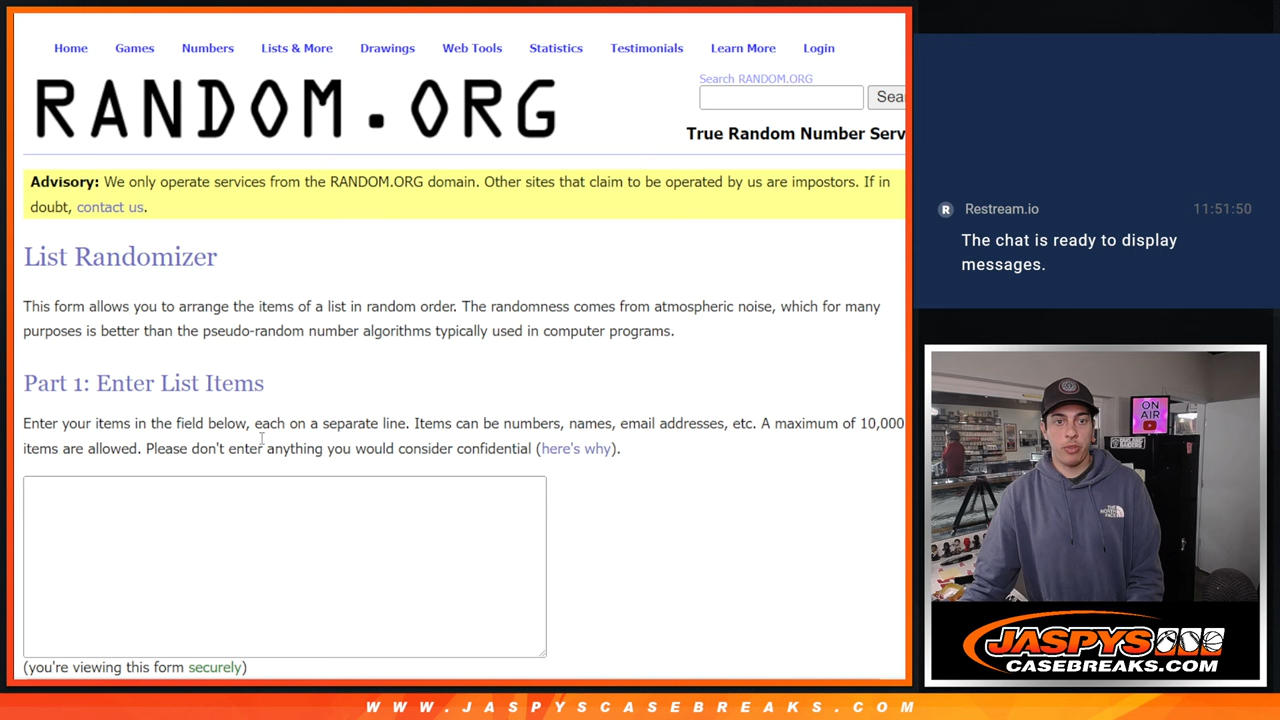 Home Games Numbers Lists & More Drawings Web Tools Statistics Testimonials Learn More Login
RANDOM.ORG
Search RANDOM.ORG
Sea
True Random Number Serv
Advisory: We only operate services from the RANDOM.ORG domain. Other sites that claim to be operated by us are impostors. If in
doubt, contact us.
List Randomizer
This form allows you to arrange the items of a list in random order. The randomness comes from atmospheric noise, which for many
purposes is better than the pseudo-random number algorithms typically used in computer programs.
Part 1: Enter List Items
Enter your items in the field below, each on a separate line. Items can be numbers, names, email addresses, etc. A maximum of 10,000
items are allowed. Please don't enter anything you would consider confidential (here's why).
(you're viewing this form securely)
R Restream.io 11:51:50
The chat is ready to display
messages.
ON
AIR
THE
NORTH
FACE
JASPYS
CASEBREAKS.COM
WWW.JASPYSCASEBREAKS.COM